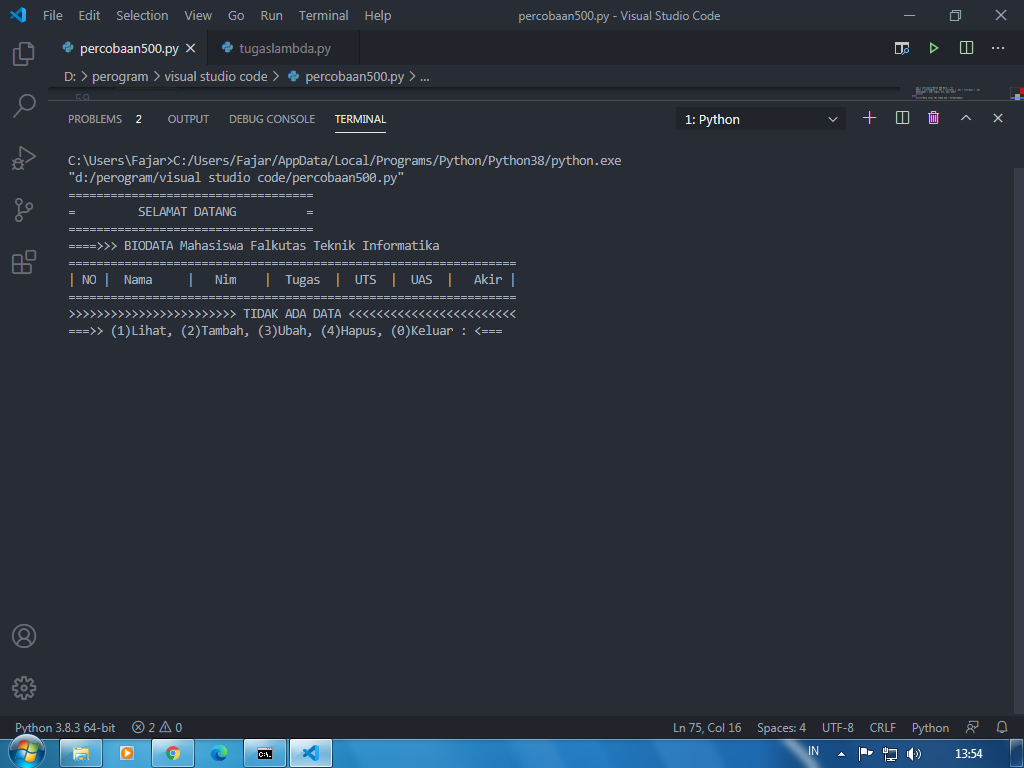 File Edit Selection View Go Run Terminal Help percobaan500.py - Visual Studio Code
percobaan500.py tugaslambda.py
D: > perogram > visual studio code > percobaan500.py > ...
59
PROBLEMS 2 OUTPUT DEBUG CONSOLE TERMINAL 1: Python
C:\Users\Fajar>C:/Users/Fajar/AppData/Local/Programs/Python/Python38/python.exe
"d:/perogram/visual studio code/percobaan500.py"
===================================
=         SELAMAT DATANG          =
===================================
====>>> BIODATA Mahasiswa Falkutas Teknik Informatika
================================================================
| NO |  Nama     |   Nim    |  Tugas  |  UTS  |  UAS  |   Akir |
================================================================
>>>>>>>>>>>>>>>>>>>>>>>> TIDAK ADA DATA <<<<<<<<<<<<<<<<<<<<<<<<
===>> (1)Lihat, (2)Tambah, (3)Ubah, (4)Hapus, (0)Keluar : <===
Python 3.8.3 64-bit 2 0 Ln 75, Col 16 Spaces: 4 UTF-8 CRLF Python
IN 13:54